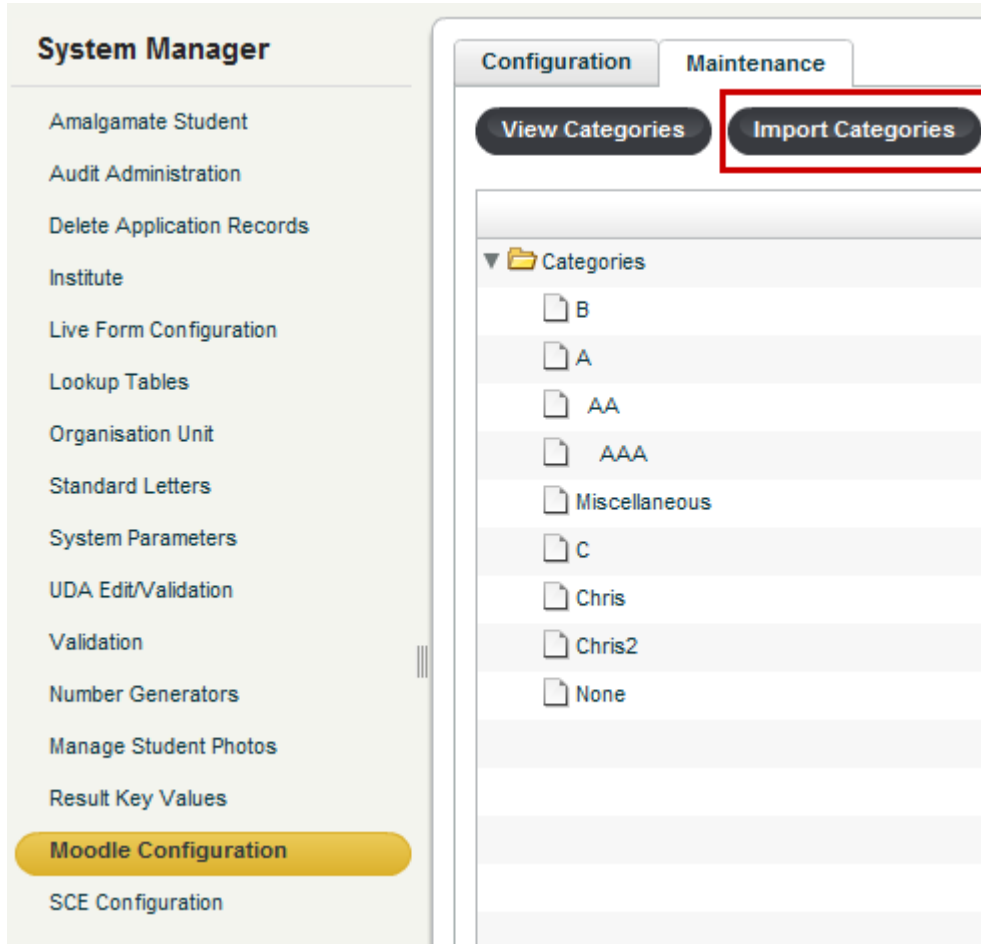 System Manager
Amalgamate Student
Audit Administration
Delete Application Records
Institute
Live Form Configuration
Lookup Tables
Organisation Unit
Standard Letters
System Parameters
UDA Edit/Validation
Validation
Number Generators
Manage Student Photos
Result Key Values
Moodle Configuration
SCE Configuration
Configuration Maintenance
View Categories Import Categories
Categories
B
A
AA
AAA
Miscellaneous
C
Chris
Chris2
None